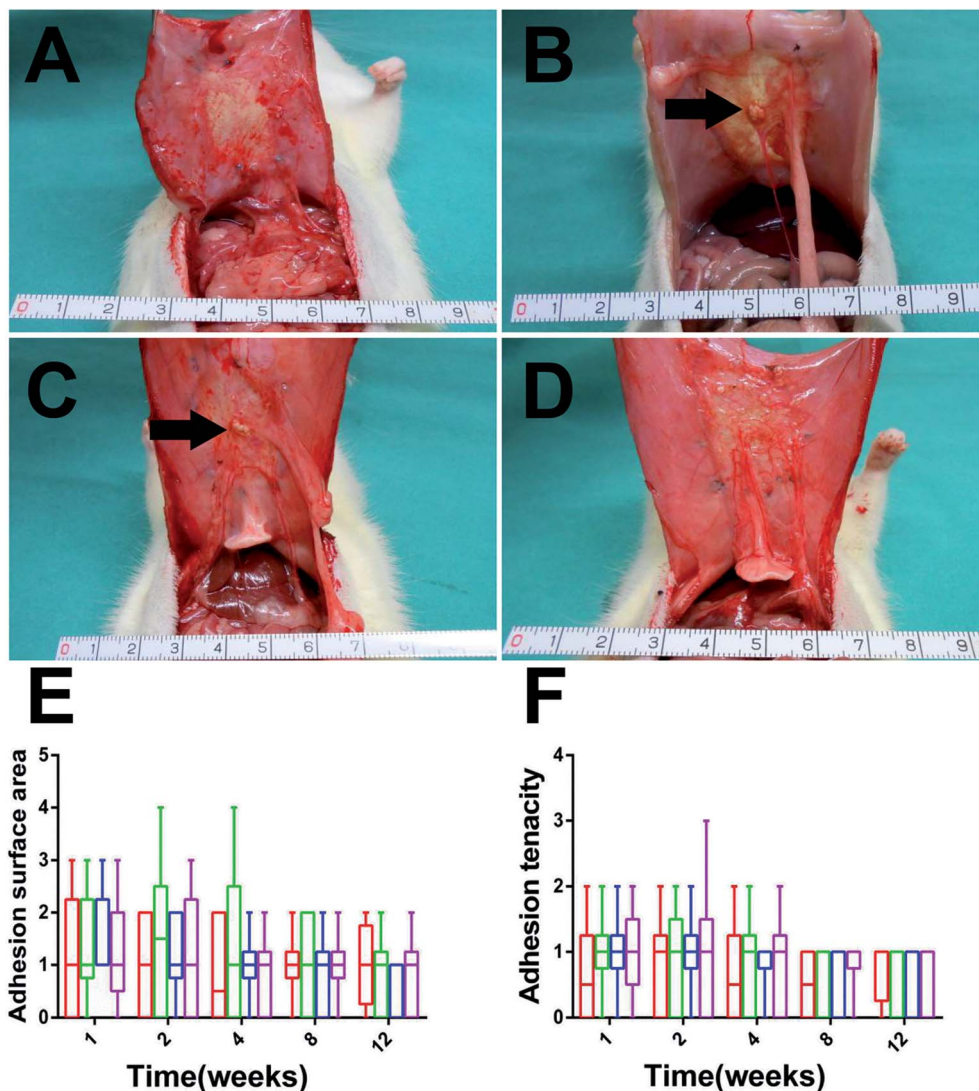 A
B
0 1 2 3 4 5 6 7 8 9
0 1 2 3 4 5 6 7 8 9
C
D
0 1 2 3 4 5 6 7
0 1 2 3 4 5 6 7 8 9
E
F
Adhesion surface area
5
4
3
2
1
0
1 2 4 8 12
Time(weeks)
Adhesion tenacity
4
3
2
1
0
1 2 4 8 12
Time(weeks)